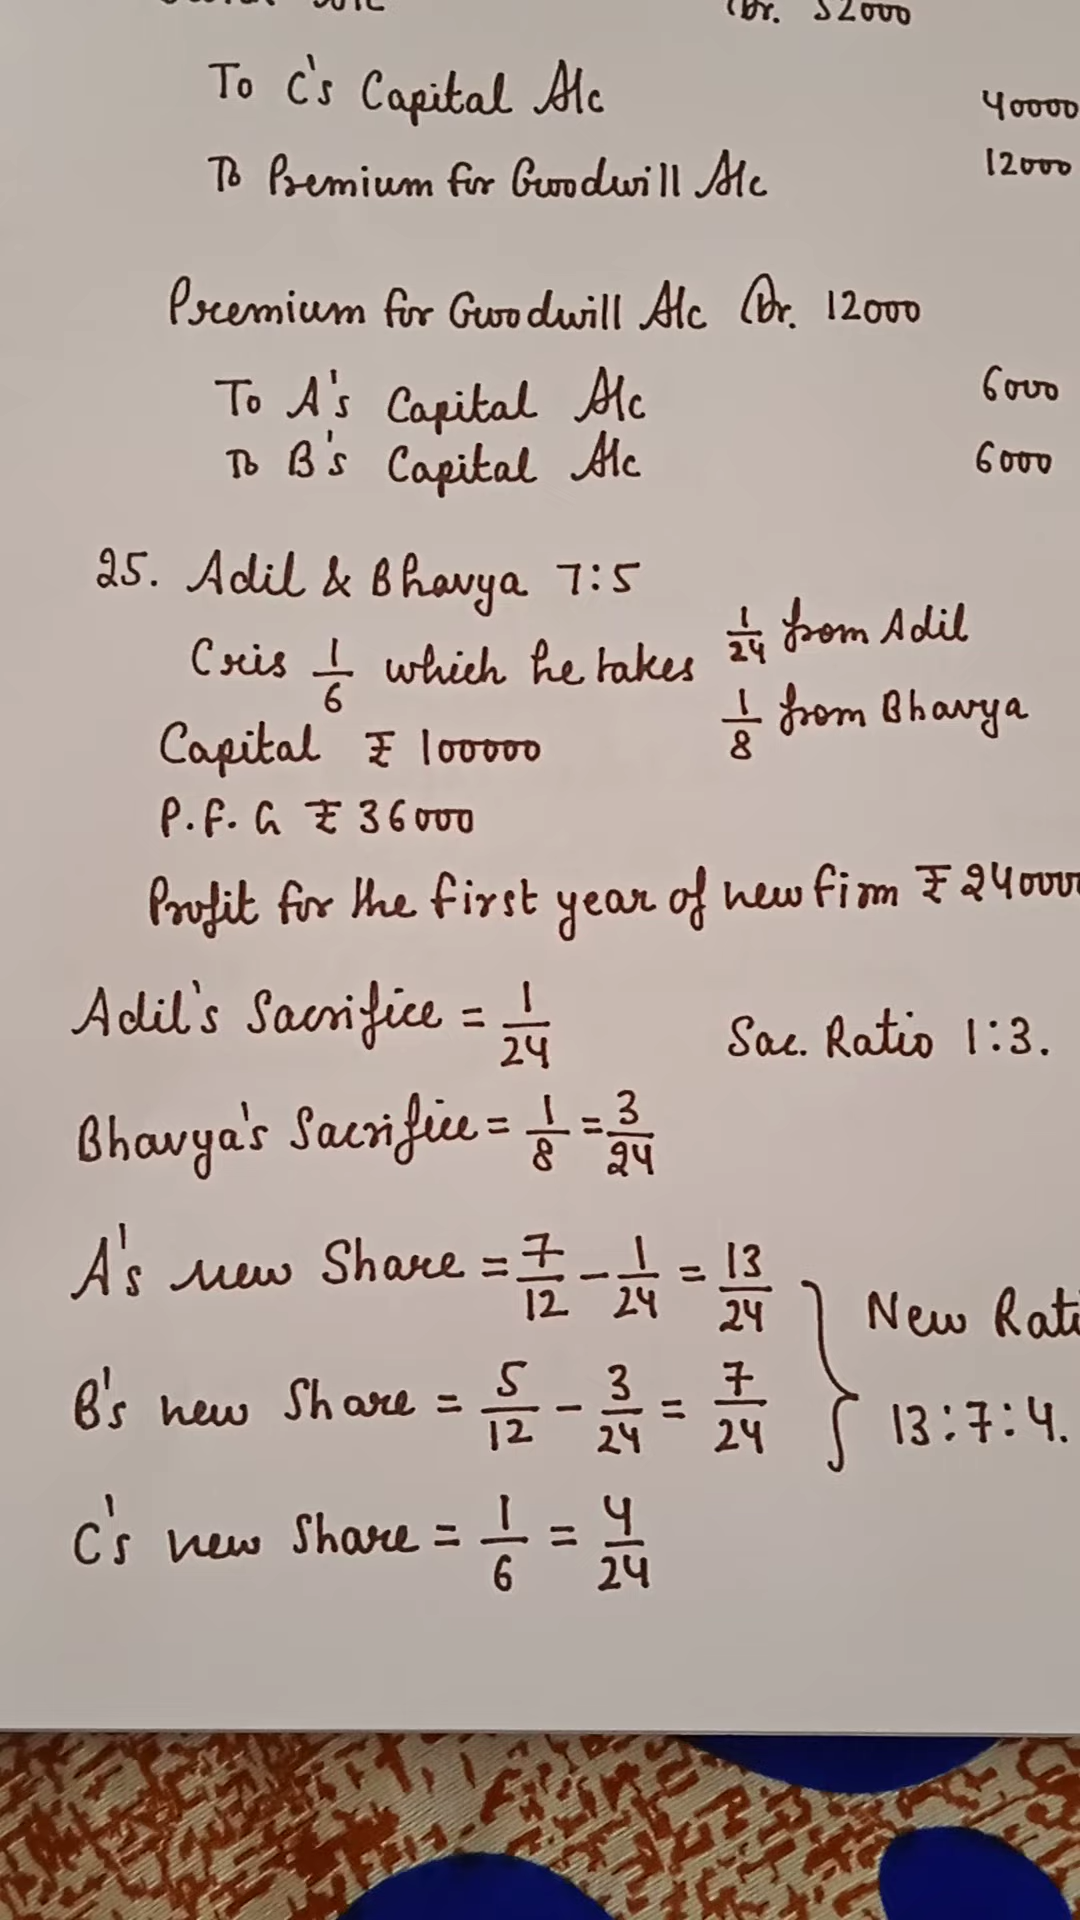 (Dr. 52000
To C's Capital A/c 40000
To Premium for Goodwill A/c 12000
Premium for Goodwill A/c Dr. 12000
To A's Capital A/c 6000
To B's Capital A/c 6000
25. Adil & Bhavya 7:5
Cris 1/6 which he takes 1/24 from Adil
1/8 from Bhavya
Capital ₹ 100000
P.F.G ₹ 36000
Profit for the first year of new firm ₹ 240000
Adil's Sacrifice = 1/24 Sac. Ratio 1:3.
Bhavya's Sacrifice = 1/8 = 3/24
A's new Share = 7/12 - 1/24 = 13/24
New Rati
B's new Share = 5/12 - 3/24 = 7/24
13:7:4.
C's new Share = 1/6 = 4/24